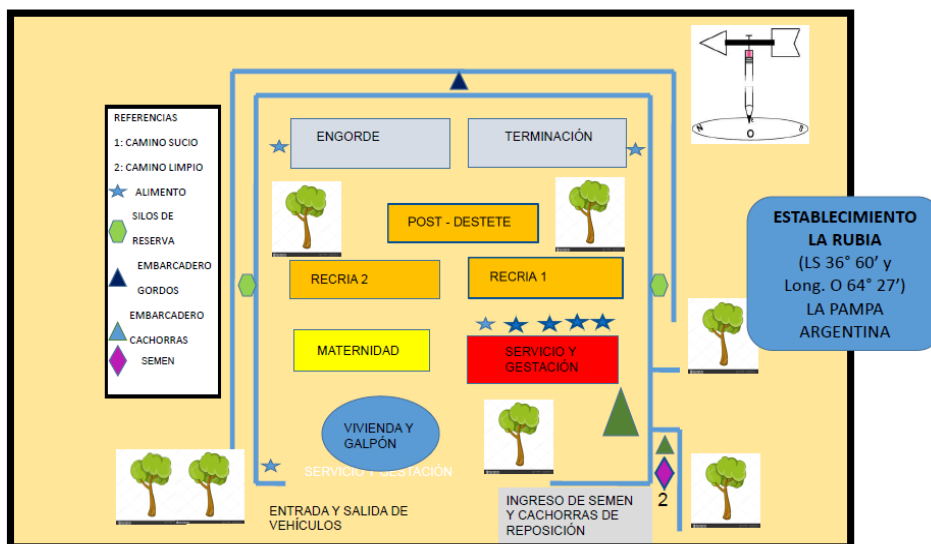 REFERENCIAS
1: CAMINO SUCIO
2: CAMINO LIMPIO
ALIMENTO
SILOS DE
RESERVA
EMBARCADERO
GORDOS
EMBARCADERO
CACHORRAS
SEMEN
ENGORDE
TERMINACIÓN
POST - DESTETE
RECRIA 2
RECRIA 1
MATERNIDAD
SERVICIO Y
GESTACIÓN
VIVIENDA Y
GALPÓN
SERVICIO Y GESTACIÓN
ENTRADA Y SALIDA DE
VEHÍCULOS
INGRESO DE SEMEN
Y CACHORRAS DE
REPOSICIÓN
2
N
O
S
ESTABLECIMIENTO
LA RUBIA
(LS 36° 60’ y
Long. O 64° 27’)
LA PAMPA
ARGENTINA